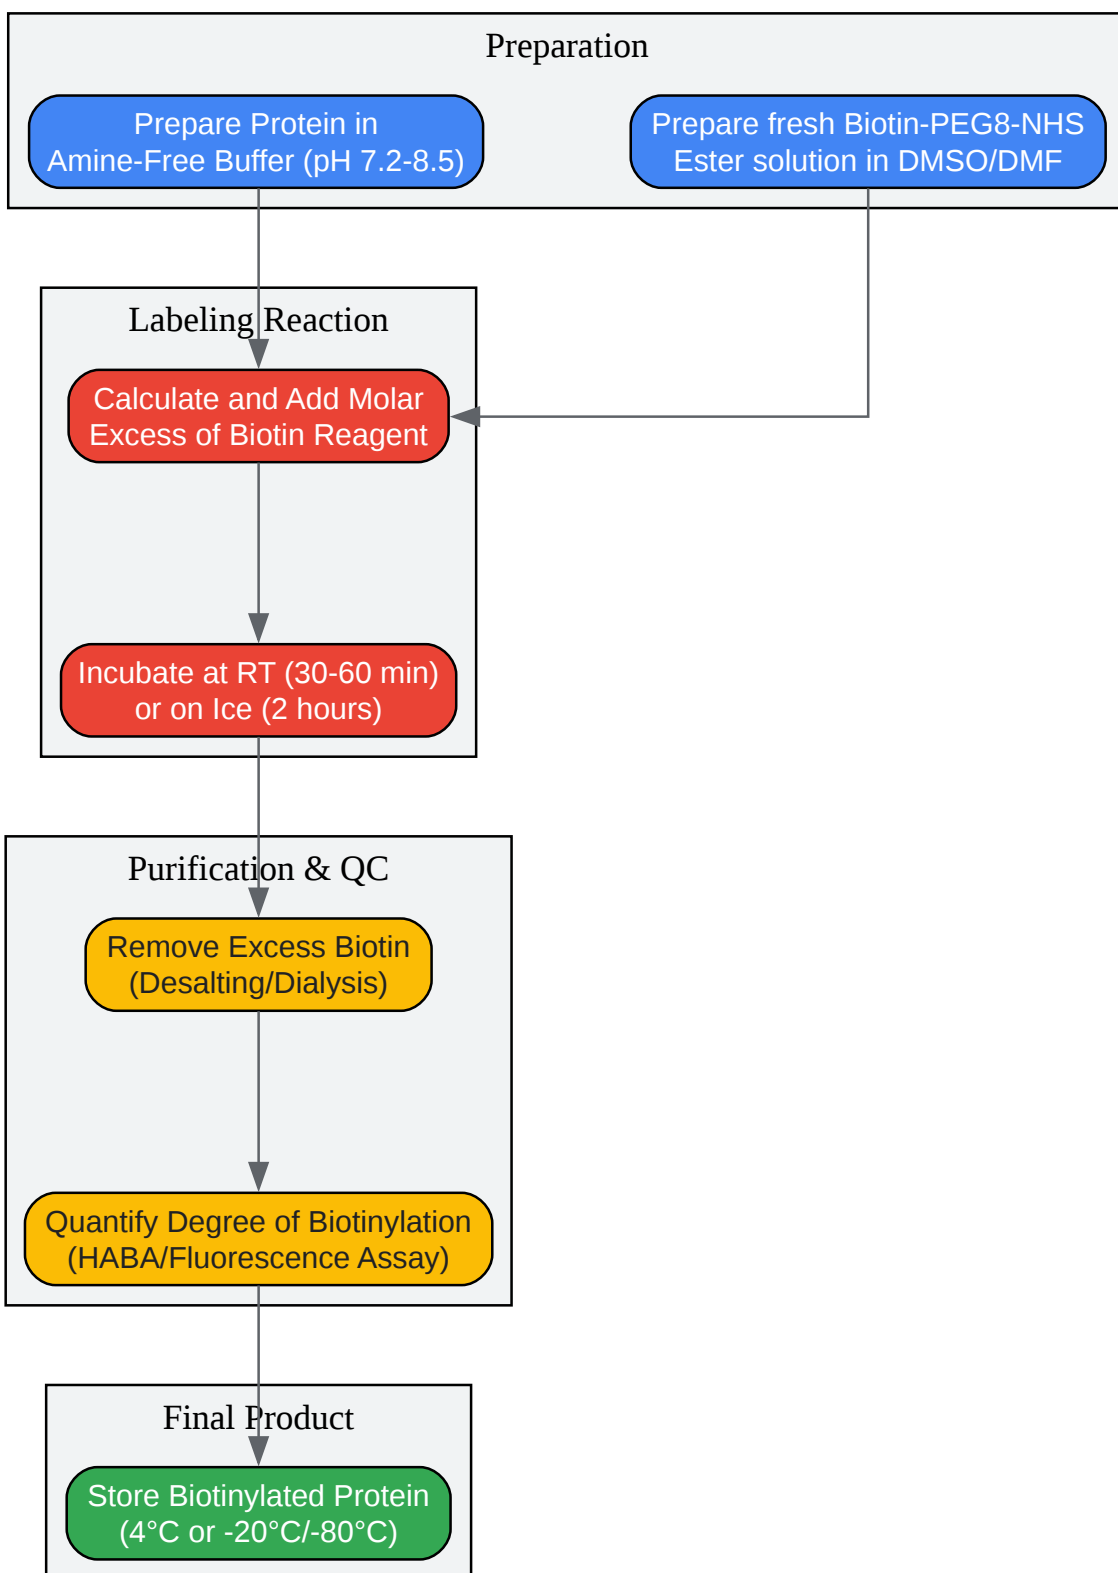 Preparation
Prepare Protein in
Amine-Free Buffer (pH 7.2-8.5)
Prepare fresh Biotin-PEG8-NHS
Ester solution in DMSO/DMF
Labeling Reaction
Calculate and Add Molar
Excess of Biotin Reagent
Incubate at RT (30-60 min)
or on Ice (2 hours)
Purification & QC
Remove Excess Biotin
(Desalting/Dialysis)
Quantify Degree of Biotinylation
(HABA/Fluorescence Assay)
Final Product
Store Biotinylated Protein
(4°C or -20°C/-80°C)